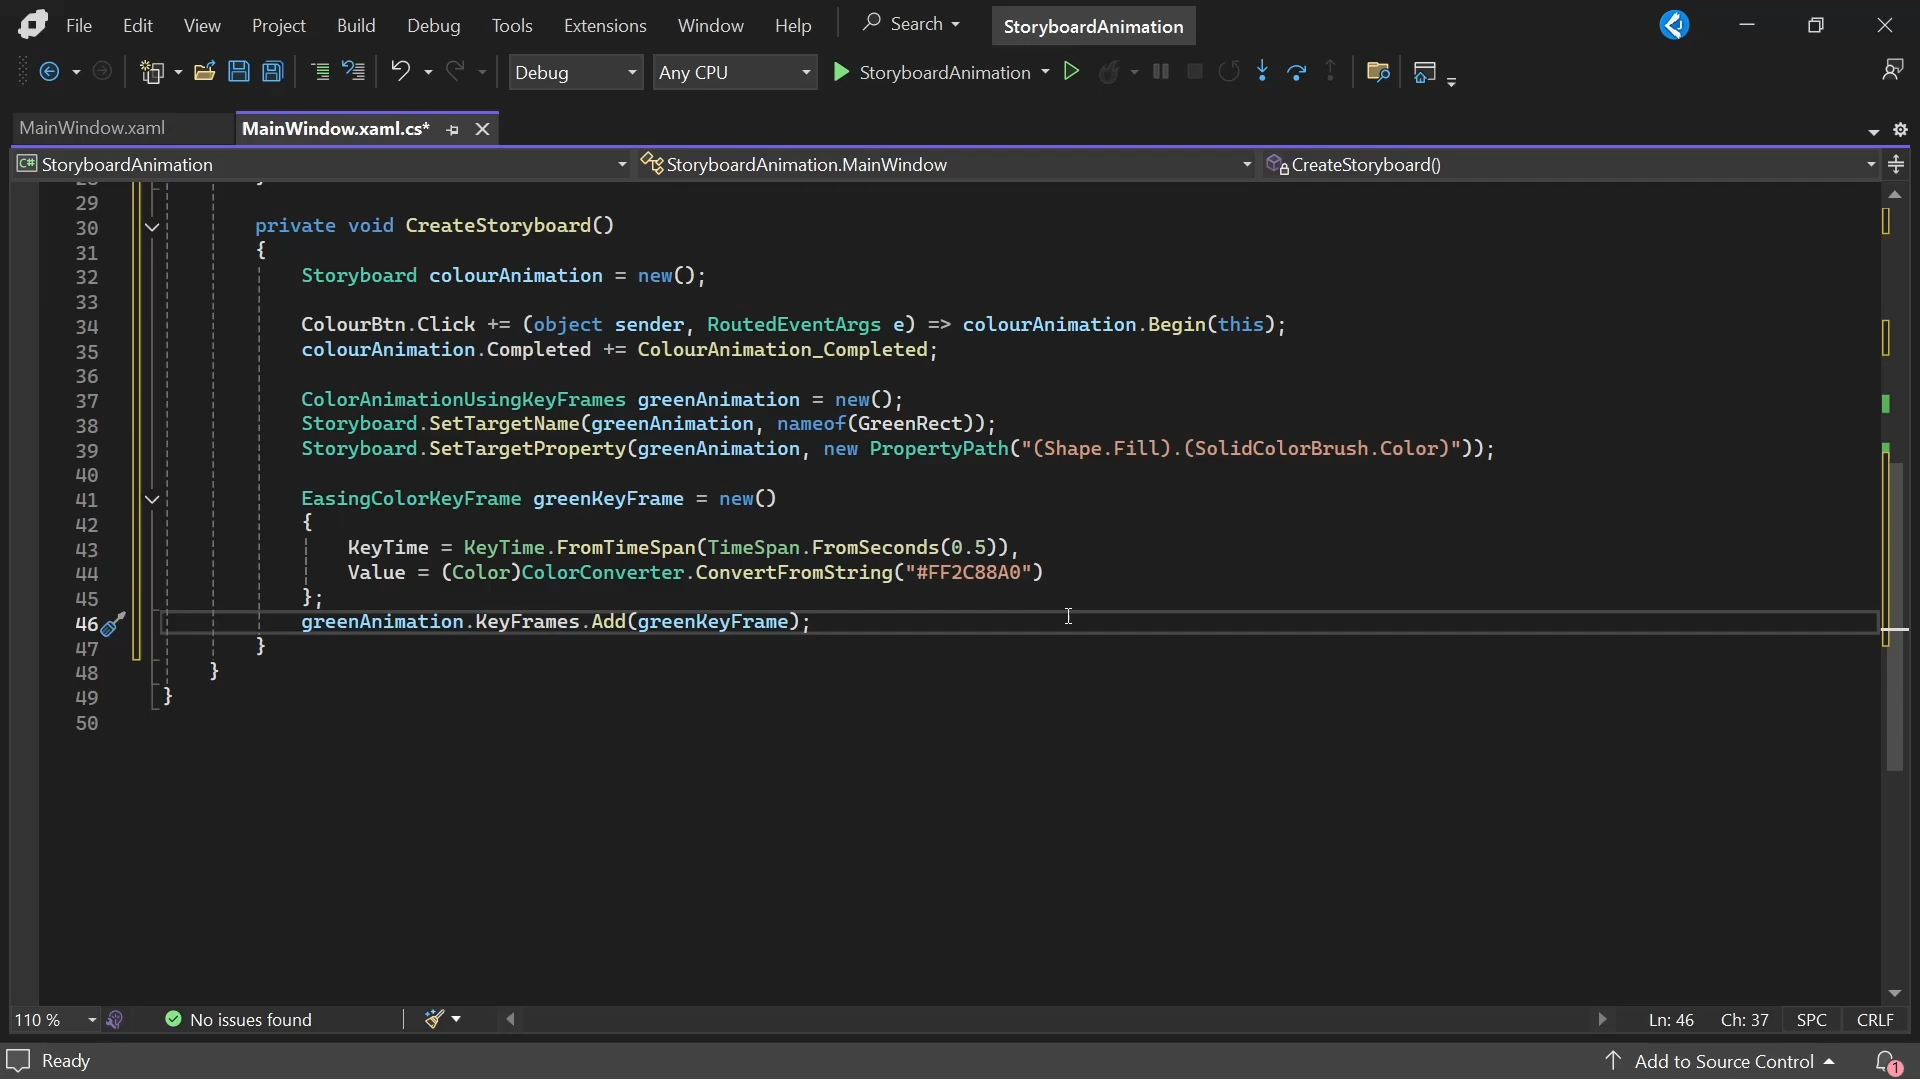 File Edit View Project Build Debug Tools Extensions Window Help Search StoryboardAnimation
Debug Any CPU StoryboardAnimation
MainWindow.xaml MainWindow.xaml.cs*
C# StoryboardAnimation StoryboardAnimation.MainWindow CreateStoryboard()
29
30 private void CreateStoryboard()
31 {
32 Storyboard colourAnimation = new();
33
34 ColourBtn.Click += (object sender, RoutedEventArgs e) => colourAnimation.Begin(this);
35 colourAnimation.Completed += ColourAnimation_Completed;
36
37 ColorAnimationUsingKeyFrames greenAnimation = new();
38 Storyboard.SetTargetName(greenAnimation, nameof(GreenRect));
39 Storyboard.SetTargetProperty(greenAnimation, new PropertyPath("(Shape.Fill).(SolidColorBrush.Color)"));
40
41 EasingColorKeyFrame greenKeyFrame = new()
42 {
43 KeyTime = KeyTime.FromTimeSpan(TimeSpan.FromSeconds(0.5)),
44 Value = (Color)ColorConverter.ConvertFromString("#FF2C88A0")
45 };
46 greenAnimation.KeyFrames.Add(greenKeyFrame);
47 }
48 }
49 }
50
110 % No issues found Ln: 46 Ch: 37 SPC CRLF
Ready Add to Source Control 1